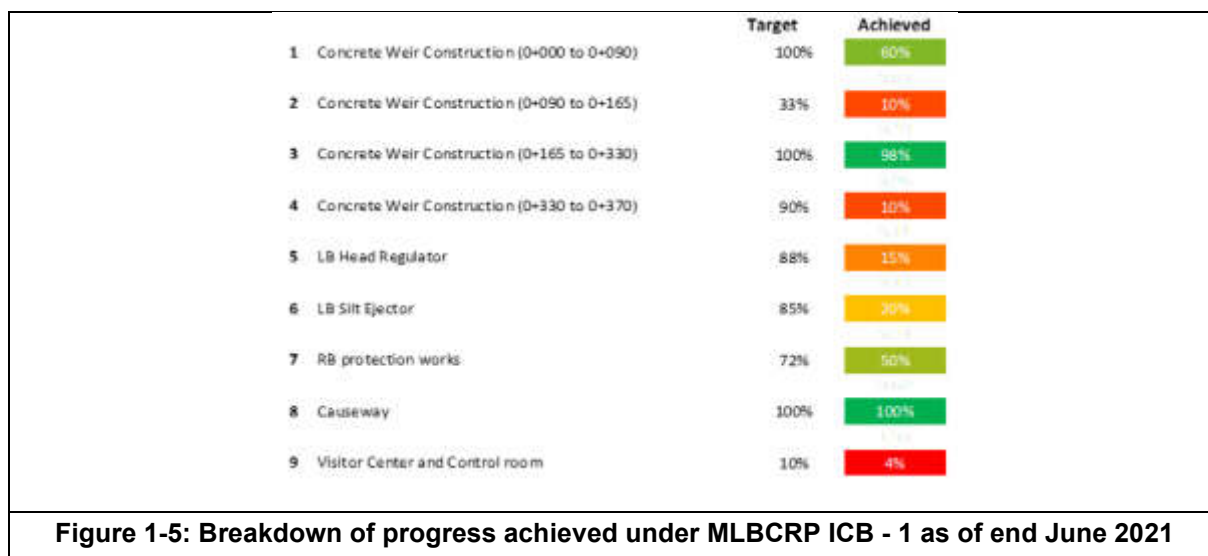 Target Achieved
1 Concrete Weir Construction (0+000 to 0+090) 100% 60%
2 Concrete Weir Construction (0+090 to 0+165) 33% 10%
3 Concrete Weir Construction (0+165 to 0+330) 100% 98%
4 Concrete Weir Construction (0+330 to 0+370) 90% 10%
5 LB Head Regulator 88% 15%
6 LB Silt Ejector 85% 20%
7 RB protection works 72% 50%
8 Causeway 100% 100%
9 Visitor Center and Control room 10% 4%
Figure 1-5: Breakdown of progress achieved under MLBCRP ICB - 1 as of end June 2021